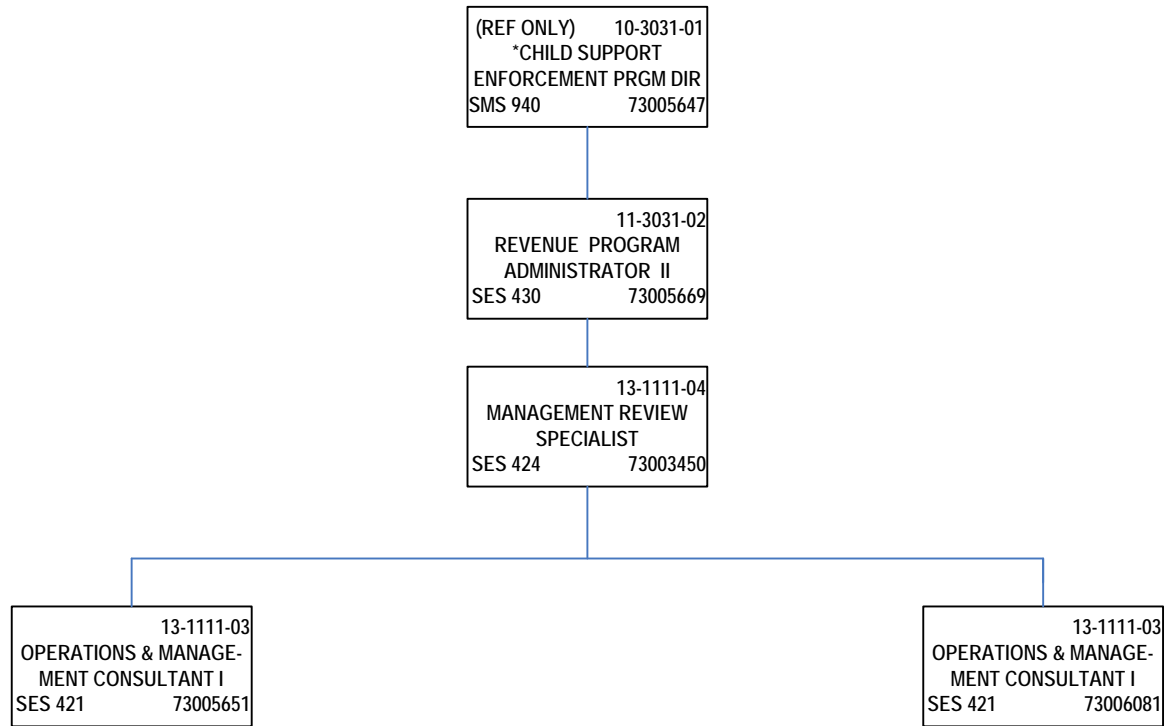 (REF ONLY) 10-3031-01
*CHILD SUPPORT
ENFORCEMENT PRGM DIR
SMS 940 73005647
11-3031-02
REVENUE PROGRAM
ADMINISTRATOR II
SES 430 73005669
13-1111-04
MANAGEMENT REVIEW
SPECIALIST
SES 424 73003450
13-1111-03
OPERATIONS & MANAGE-
MENT CONSULTANT I
SES 421 73005651
13-1111-03
OPERATIONS & MANAGE-
MENT CONSULTANT I
SES 421 73006081